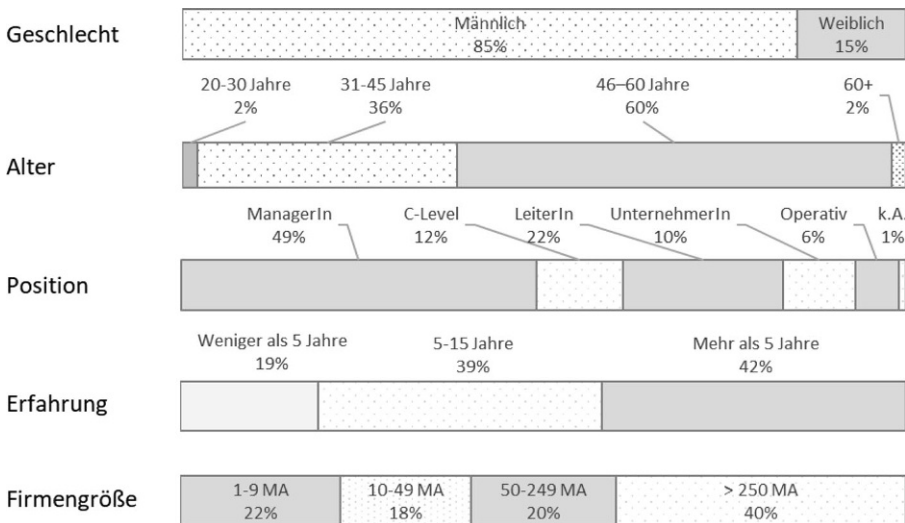 Geschlecht
Männlich Weiblich
85% 15%
20-30 Jahre 31-45 Jahre 46–60 Jahre 60+
2% 36% 60% 2%
Alter
ManagerIn C-Level LeiterIn UnternehmerIn Operativ k.A.
49% 12% 22% 10% 6% 1%
Position
Weniger als 5 Jahre 5-15 Jahre Mehr als 5 Jahre
19% 39% 42%
Erfahrung
1-9 MA 10-49 MA 50-249 MA > 250 MA
Firmengröße
22% 18% 20% 40%